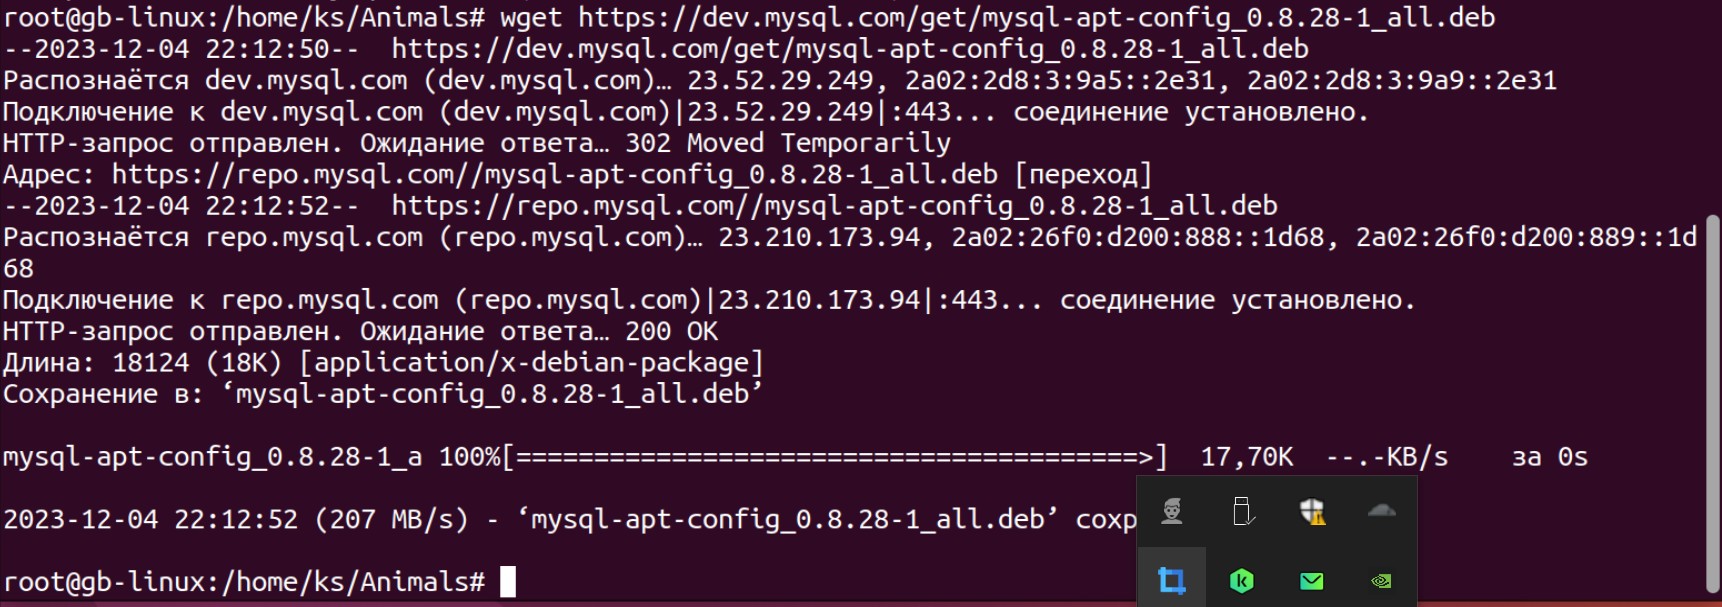 root@gb-linux:/home/ks/Animals# wget https://dev.mysql.com/get/mysql-apt-config_0.8.28-1_all.deb
--2023-12-04 22:12:50--  https://dev.mysql.com/get/mysql-apt-config_0.8.28-1_all.deb
Распознаётся dev.mysql.com (dev.mysql.com)… 23.52.29.249, 2a02:2d8:3:9a5::2e31, 2a02:2d8:3:9a9::2e31
Подключение к dev.mysql.com (dev.mysql.com)|23.52.29.249|:443... соединение установлено.
HTTP-запрос отправлен. Ожидание ответа… 302 Moved Temporarily
Адрес: https://repo.mysql.com//mysql-apt-config_0.8.28-1_all.deb [переход]
--2023-12-04 22:12:52--  https://repo.mysql.com//mysql-apt-config_0.8.28-1_all.deb
Распознаётся repo.mysql.com (repo.mysql.com)… 23.210.173.94, 2a02:26f0:d200:888::1d68, 2a02:26f0:d200:889::1d
68
Подключение к repo.mysql.com (repo.mysql.com)|23.210.173.94|:443... соединение установлено.
HTTP-запрос отправлен. Ожидание ответа… 200 OK
Длина: 18124 (18K) [application/x-debian-package]
Сохранение в: ‘mysql-apt-config_0.8.28-1_all.deb’
mysql-apt-config_0.8.28-1_a 100%[========================================>]  17,70K  --.-KB/s    за 0s
2023-12-04 22:12:52 (207 MB/s) - ‘mysql-apt-config_0.8.28-1_all.deb’ сохр
root@gb-linux:/home/ks/Animals#